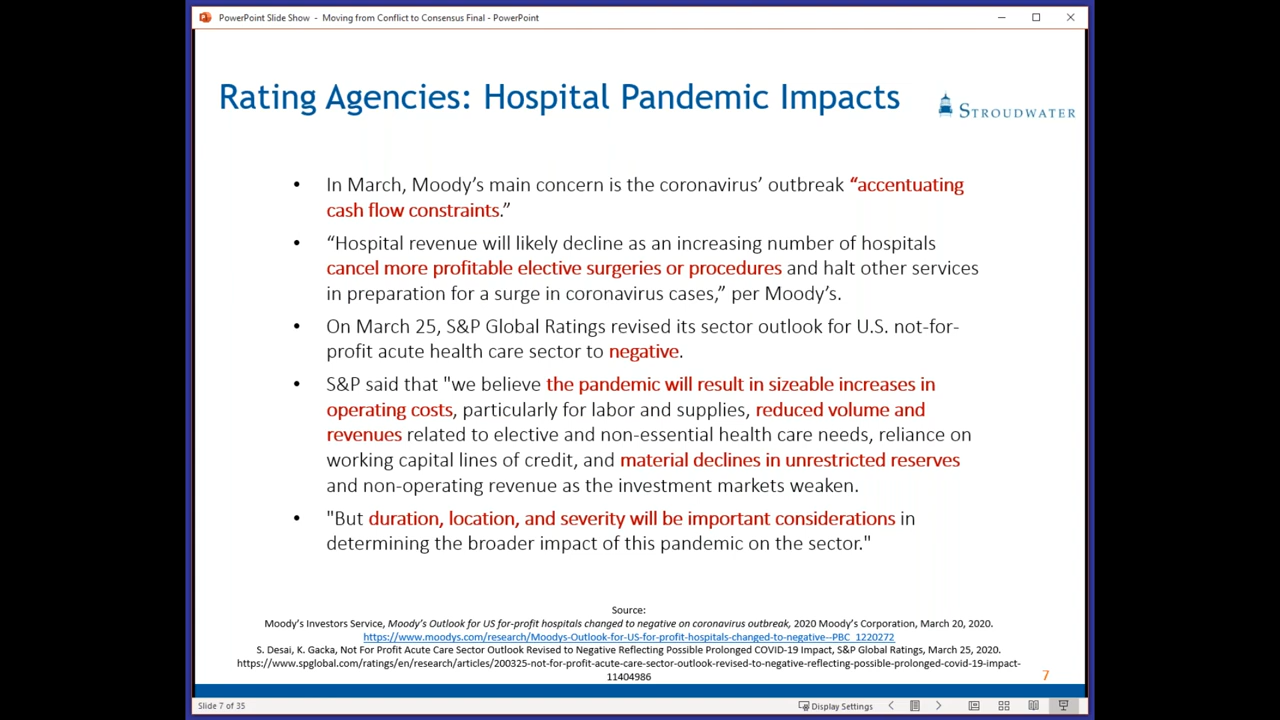 PowerPoint Slide Show - Moving from Conflict to Consensus Final - PowerPoint
Rating Agencies: Hospital Pandemic Impacts
STROUDWATER
• In March, Moody's main concern is the coronavirus' outbreak “accentuating
cash flow constraints.”
• “Hospital revenue will likely decline as an increasing number of hospitals
cancel more profitable elective surgeries or procedures and halt other services
in preparation for a surge in coronavirus cases,” per Moody's.
• On March 25, S&P Global Ratings revised its sector outlook for U.S. not-for-
profit acute health care sector to negative.
• S&P said that "we believe the pandemic will result in sizeable increases in
operating costs, particularly for labor and supplies, reduced volume and
revenues related to elective and non-essential health care needs, reliance on
working capital lines of credit, and material declines in unrestricted reserves
and non-operating revenue as the investment markets weaken.
• "But duration, location, and severity will be important considerations in
determining the broader impact of this pandemic on the sector."
Source:
Moody's Investors Service, Moody's Outlook for US for-profit hospitals changed to negative on coronavirus outbreak, 2020 Moody's Corporation, March 20, 2020.
https://www.moodys.com/research/Moodys-Outlook-for-US-for-profit-hospitals-changed-to-negative--PBC_1220272
S. Desai, K. Gacka, Not For Profit Acute Care Sector Outlook Revised to Negative Reflecting Possible Prolonged COVID-19 Impact, S&P Global Ratings, March 25, 2020.
https://www.spglobal.com/ratings/en/research/articles/200325-not-for-profit-acute-care-sector-outlook-revised-to-negative-reflecting-possible-prolonged-covid-19-impact-
11404986
7
Slide 7 of 35
Display Settings